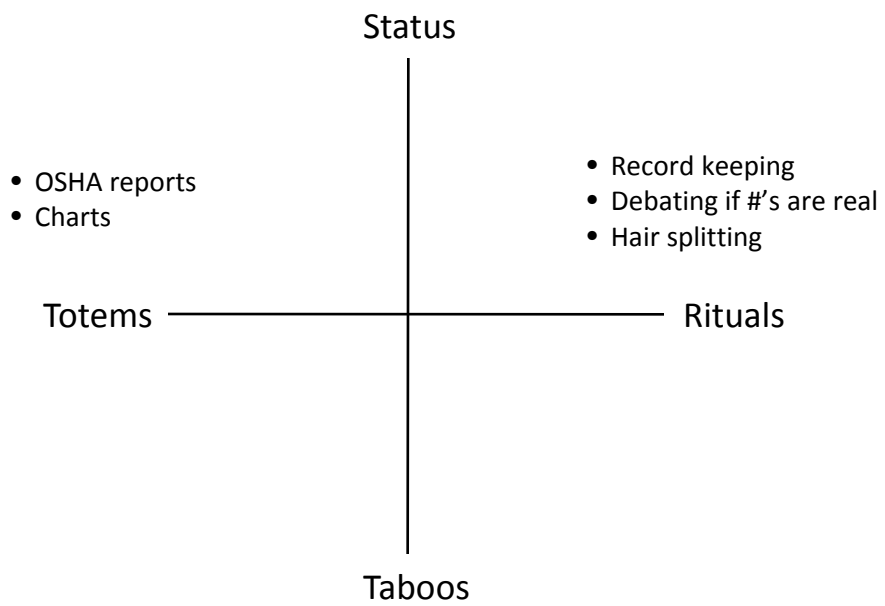 Status
• OSHA reports
• Charts
• Record keeping
• Debating if #'s are real
• Hair splitting
Totems
Rituals
Taboos